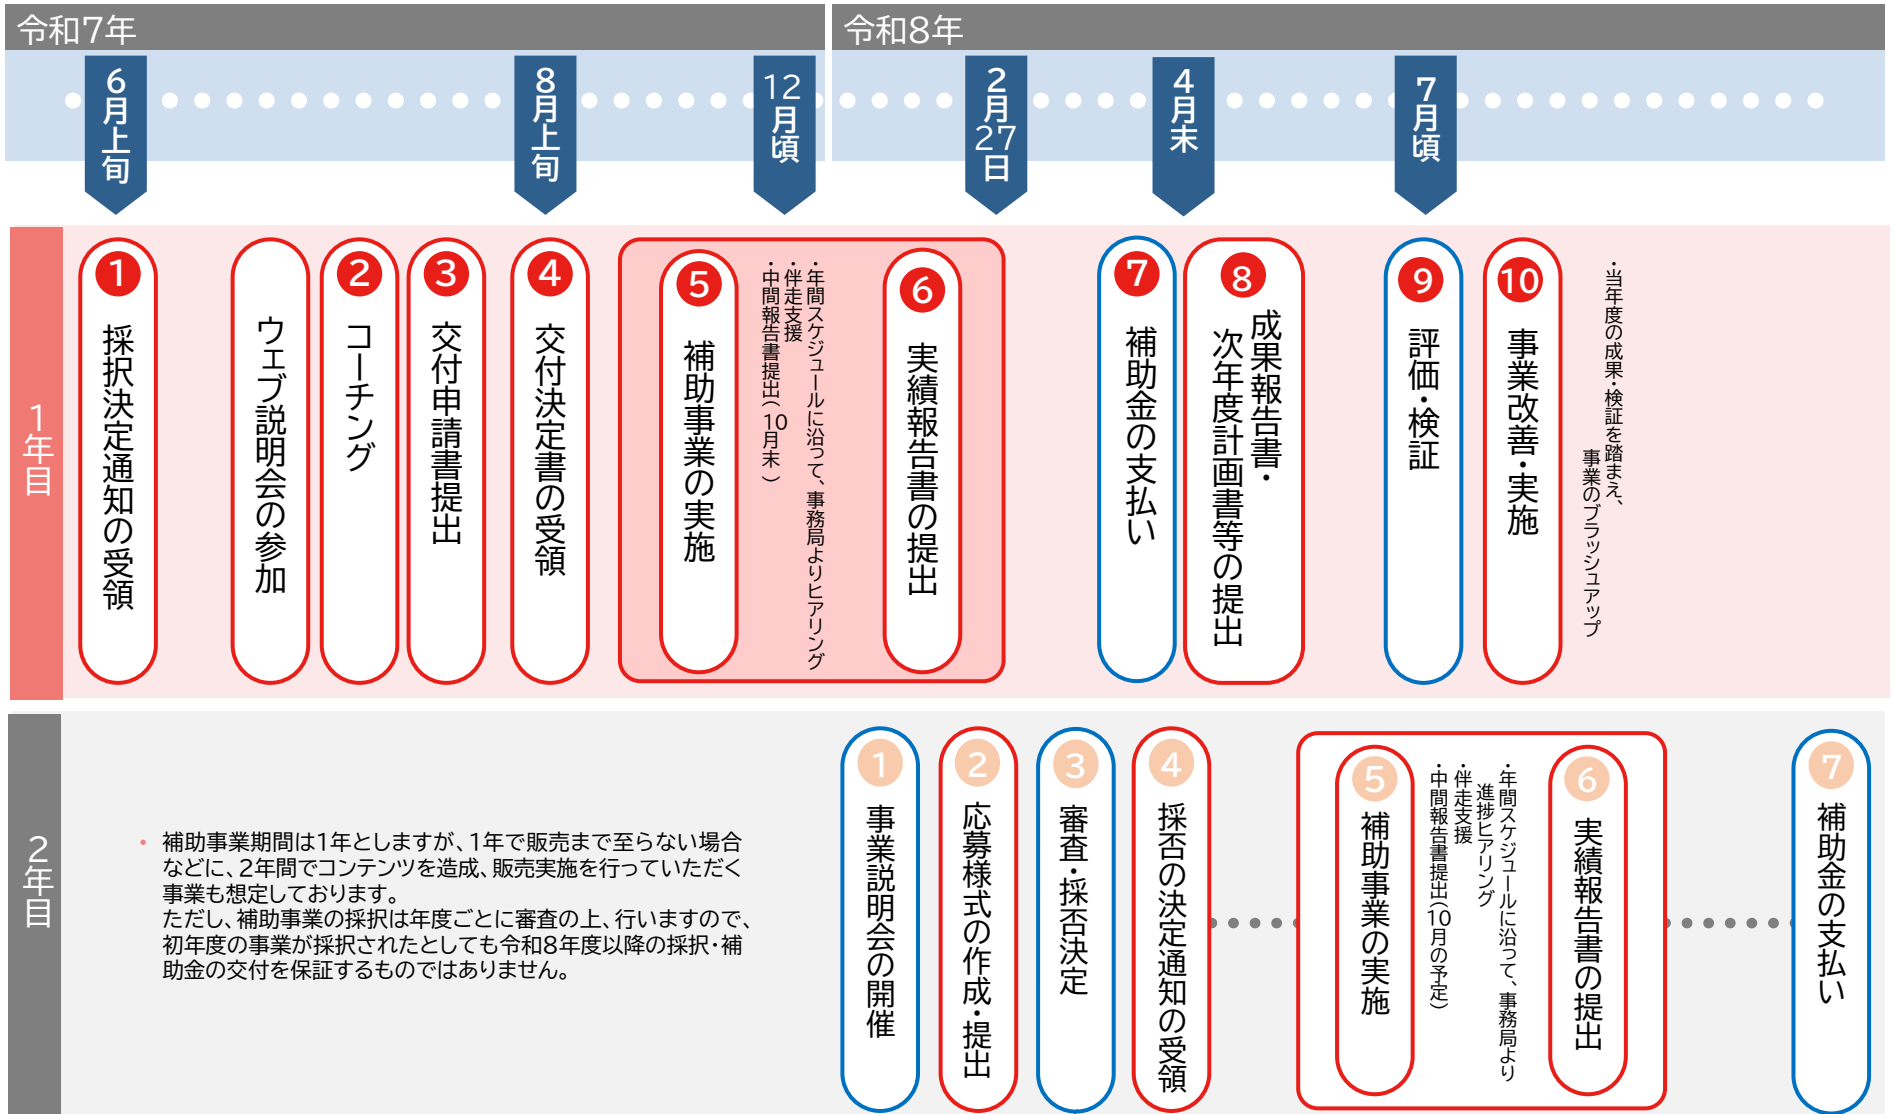 令和7年
令和8年
6月上旬
8月上旬
12月頃
2月27日
4月末
7月頃
1年目
1
採択決定通知の受領
ウェブ説明会の参加
2
コーチング
3
交付申請書提出
4
交付決定書の受領
5
補助事業の実施
・年間スケジュールに沿って、事務局よりヒアリング
・伴走支援
・中間報告書提出(10月末)
6
実績報告書の提出
7
補助金の支払い
8
成果報告書・
次年度計画書等の提出
9
評価・検証
10
事業改善・実施
・当年度の成果・検証を踏まえ、
事業のブラッシュアップ
2年目
• 補助事業期間は1年としますが、1年で販売まで至らない場合
などに、2年間でコンテンツを造成、販売実施を行っていただく
事業も想定しております。
ただし、補助事業の採択は年度ごとに審査の上、行いますので、
初年度の事業が採択されたとしても令和8年度以降の採択・補
助金の交付を保証するものではありません。
1
事業説明会の開催
2
応募様式の作成・提出
3
審査・採否決定
4
採否の決定通知の受領
5
補助事業の実施
・年間スケジュールに沿って、事務局より
進捗ヒアリング
・伴走支援
・中間報告書提出(10月の予定)
6
実績報告書の提出
7
補助金の支払い